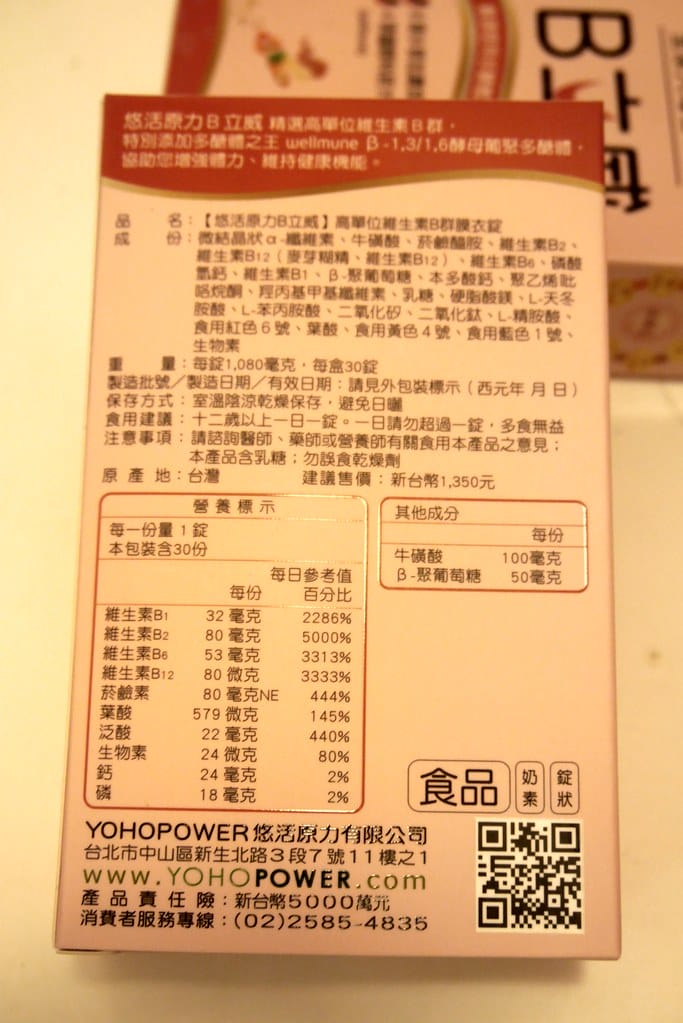 B立威
悠活原力B立威 精選高單位維生素B群，
特別添加多醣體之王 wellmune β-1,3/1,6酵母葡聚多醣體，
協助您增強體力、維持健康機能。
品 名：【悠活原力B立威】高單位維生素B群膜衣錠
成 份：微結晶狀α-纖維素、牛磺酸、菸鹼醯胺、維生素B2、
維生素B12（麥芽糊精、維生素B12）、維生素B6、磷酸
氫鈣、維生素B1、β-聚葡萄糖、本多酸鈣、聚乙烯吡
咯烷酮、羥丙基甲基纖維素、乳糖、硬脂酸鎂、L-天冬
胺酸、L-苯丙胺酸、二氧化矽、二氧化鈦、L-精胺酸、
食用紅色6號、葉酸、食用黃色4號、食用藍色1號、
生物素
重 量：每錠1,080毫克，每盒30錠
製造批號／製造日期／有效日期：請見外包裝標示（西元年 月 日）
保存方式：室溫陰涼乾燥保存，避免日曬
食用建議：十二歲以上一日一錠。一日請勿超過一錠，多食無益
注意事項：請諮詢醫師、藥師或營養師有關食用本產品之意見；
本產品含乳糖；勿誤食乾燥劑
原 產 地：台灣 建議售價：新台幣1,350元
營養標示
每一份量1錠
本包裝含30份
每日參考值
每份 百分比
維生素B1 32 毫克 2286%
維生素B2 80 毫克 5000%
維生素B6 53 毫克 3313%
維生素B12 80 微克 3333%
菸鹼素 80 毫克NE 444%
葉酸 579 微克 145%
泛酸 22 毫克 440%
生物素 24 微克 80%
鈣 24 毫克 2%
磷 18 毫克 2%
其他成分
每份
牛磺酸 100毫克
β-聚葡萄糖 50毫克
食品 奶素 錠狀
YOHOPOWER 悠活原力有限公司
台北市中山區新生北路3段7號11樓之1
www.YOHOPOWER.com
產品責任險：新台幣5000萬元
消費者服務專線：(02)2585-4835